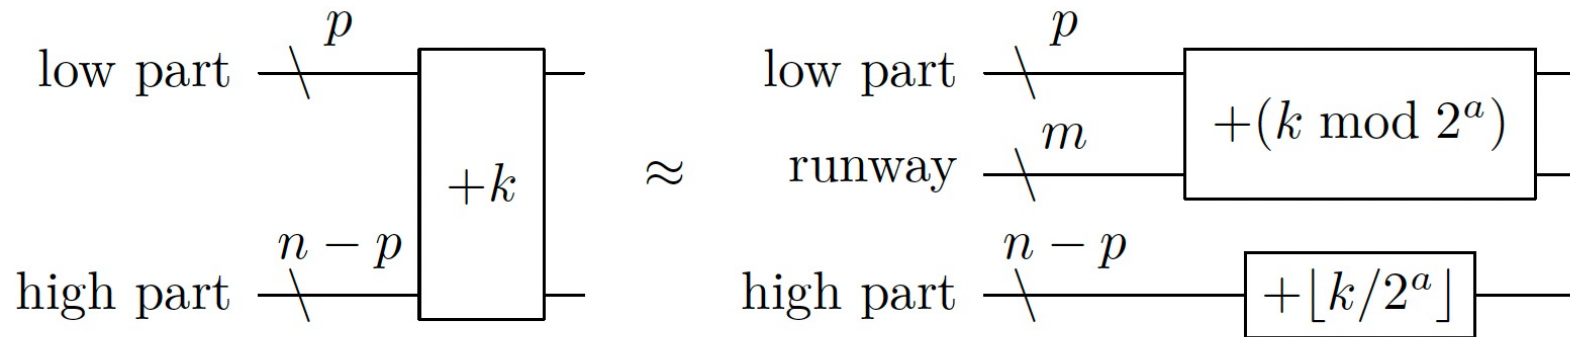 p p
low part low part
+(k mod 2^a)
m
+k ≈ runway
n − p n − p
high part high part +⌊k/2^a⌋